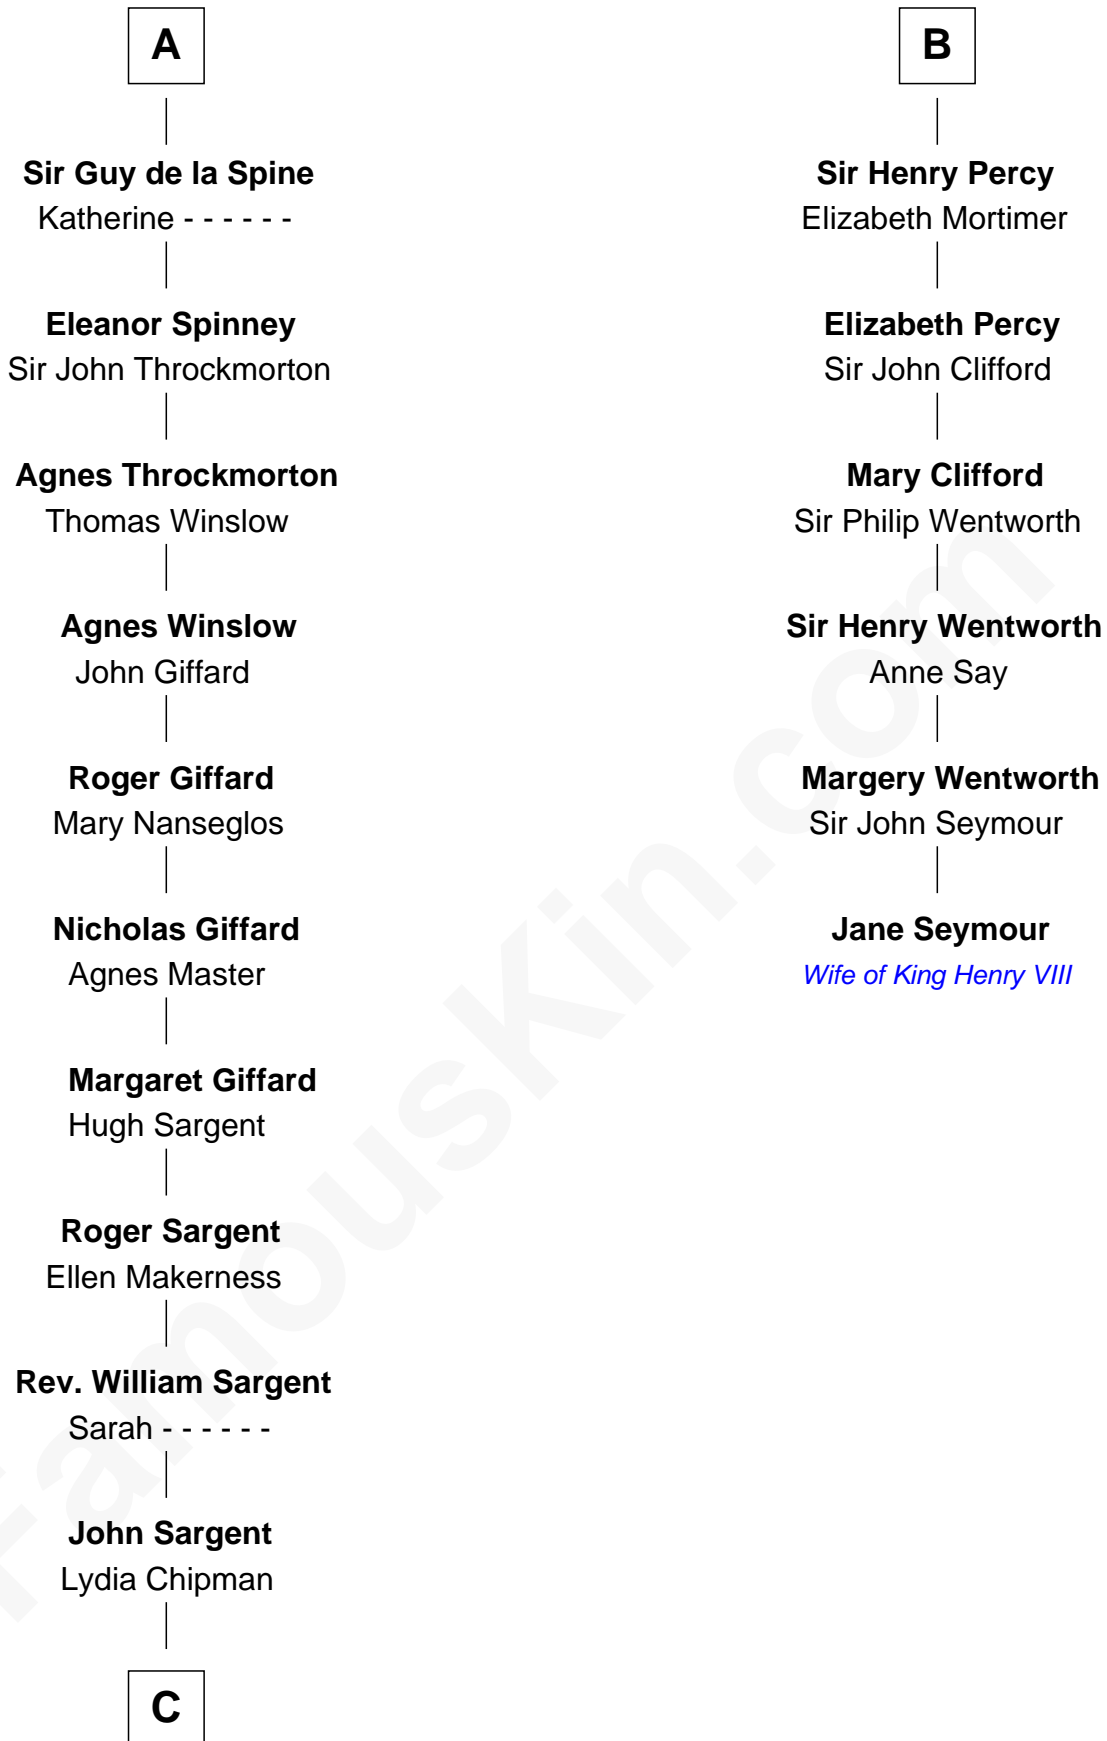 A
Sir Guy de la Spine
Katherine - - - - - -
Eleanor Spinney
Sir John Throckmorton
Agnes Throckmorton
Thomas Winslow
Agnes Winslow
John Giffard
Roger Giffard
Mary Nanseglos
Nicholas Giffard
Agnes Master
Margaret Giffard
Hugh Sargent
Roger Sargent
Ellen Makerness
Rev. William Sargent
Sarah - - - - - -
John Sargent
Lydia Chipman
C
B
Sir Henry Percy
Elizabeth Mortimer
Elizabeth Percy
Sir John Clifford
Mary Clifford
Sir Philip Wentworth
Sir Henry Wentworth
Anne Say
Margery Wentworth
Sir John Seymour
Jane Seymour
Wife of King Henry VIII
FamousKin.com